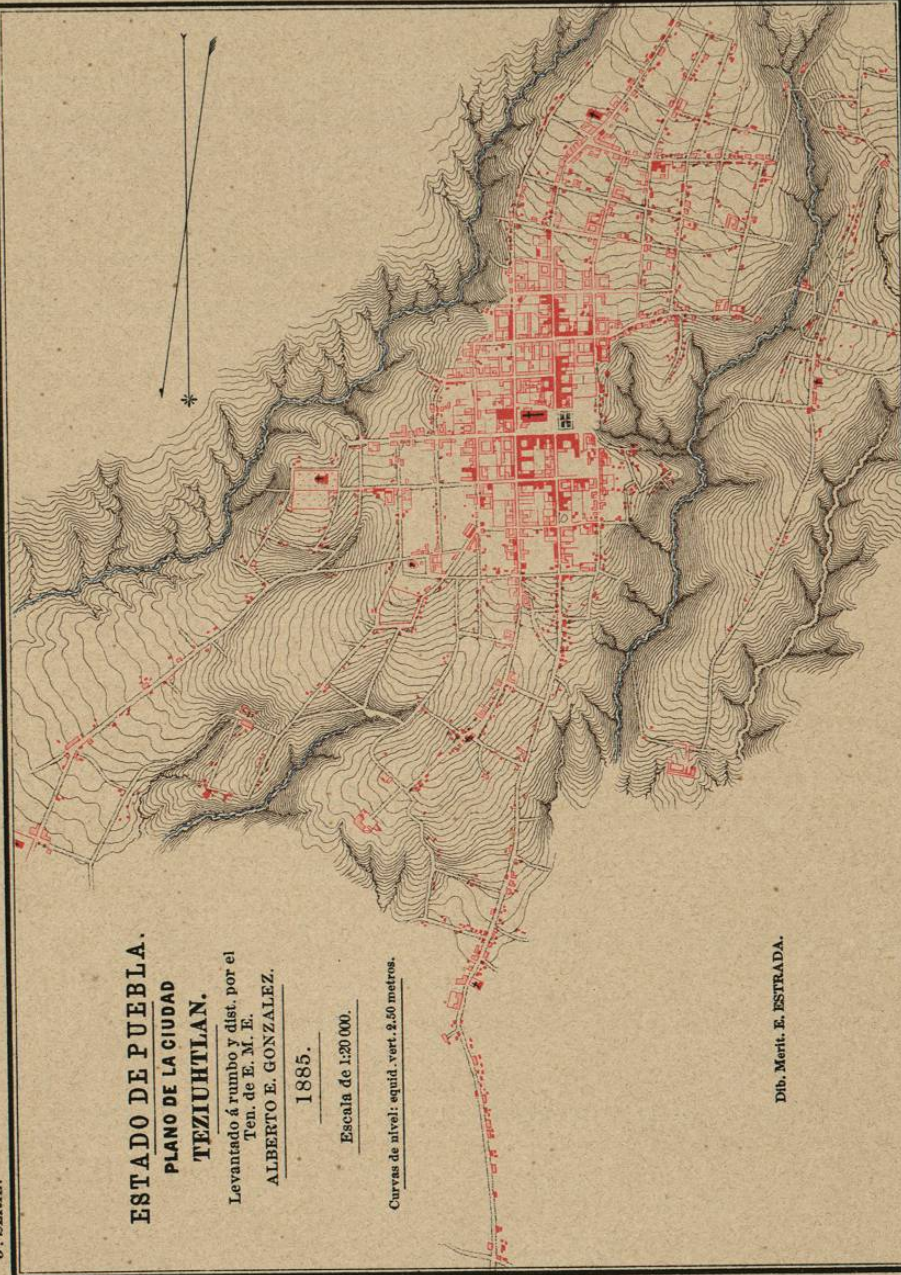 ESTADO DE PUEBLA.
PLANO DE LA CIUDAD
TEZIUHTLAN.
Levantado á rumbo y dist. por el
Ten. de E. M. E.
ALBERTO E. GONZALEZ.
1885.
Escala de 1:20 000.
Curvas de nivel: equid. vert. 2.50 metros.
Dib. Merit. E. ESTRADA.